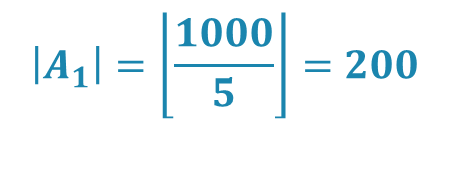 |A₁| = ⌊1000/5⌋ = 200